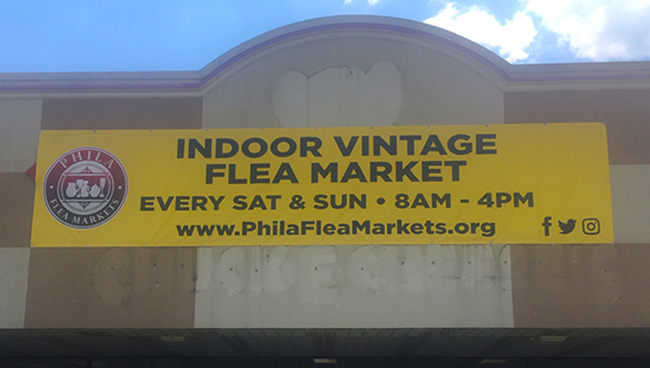 PHILA
FLEA MARKETS
INDOOR VINTAGE
FLEA MARKET
EVERY SAT & SUN • 8AM - 4PM
www.PhilaFleaMarkets.org